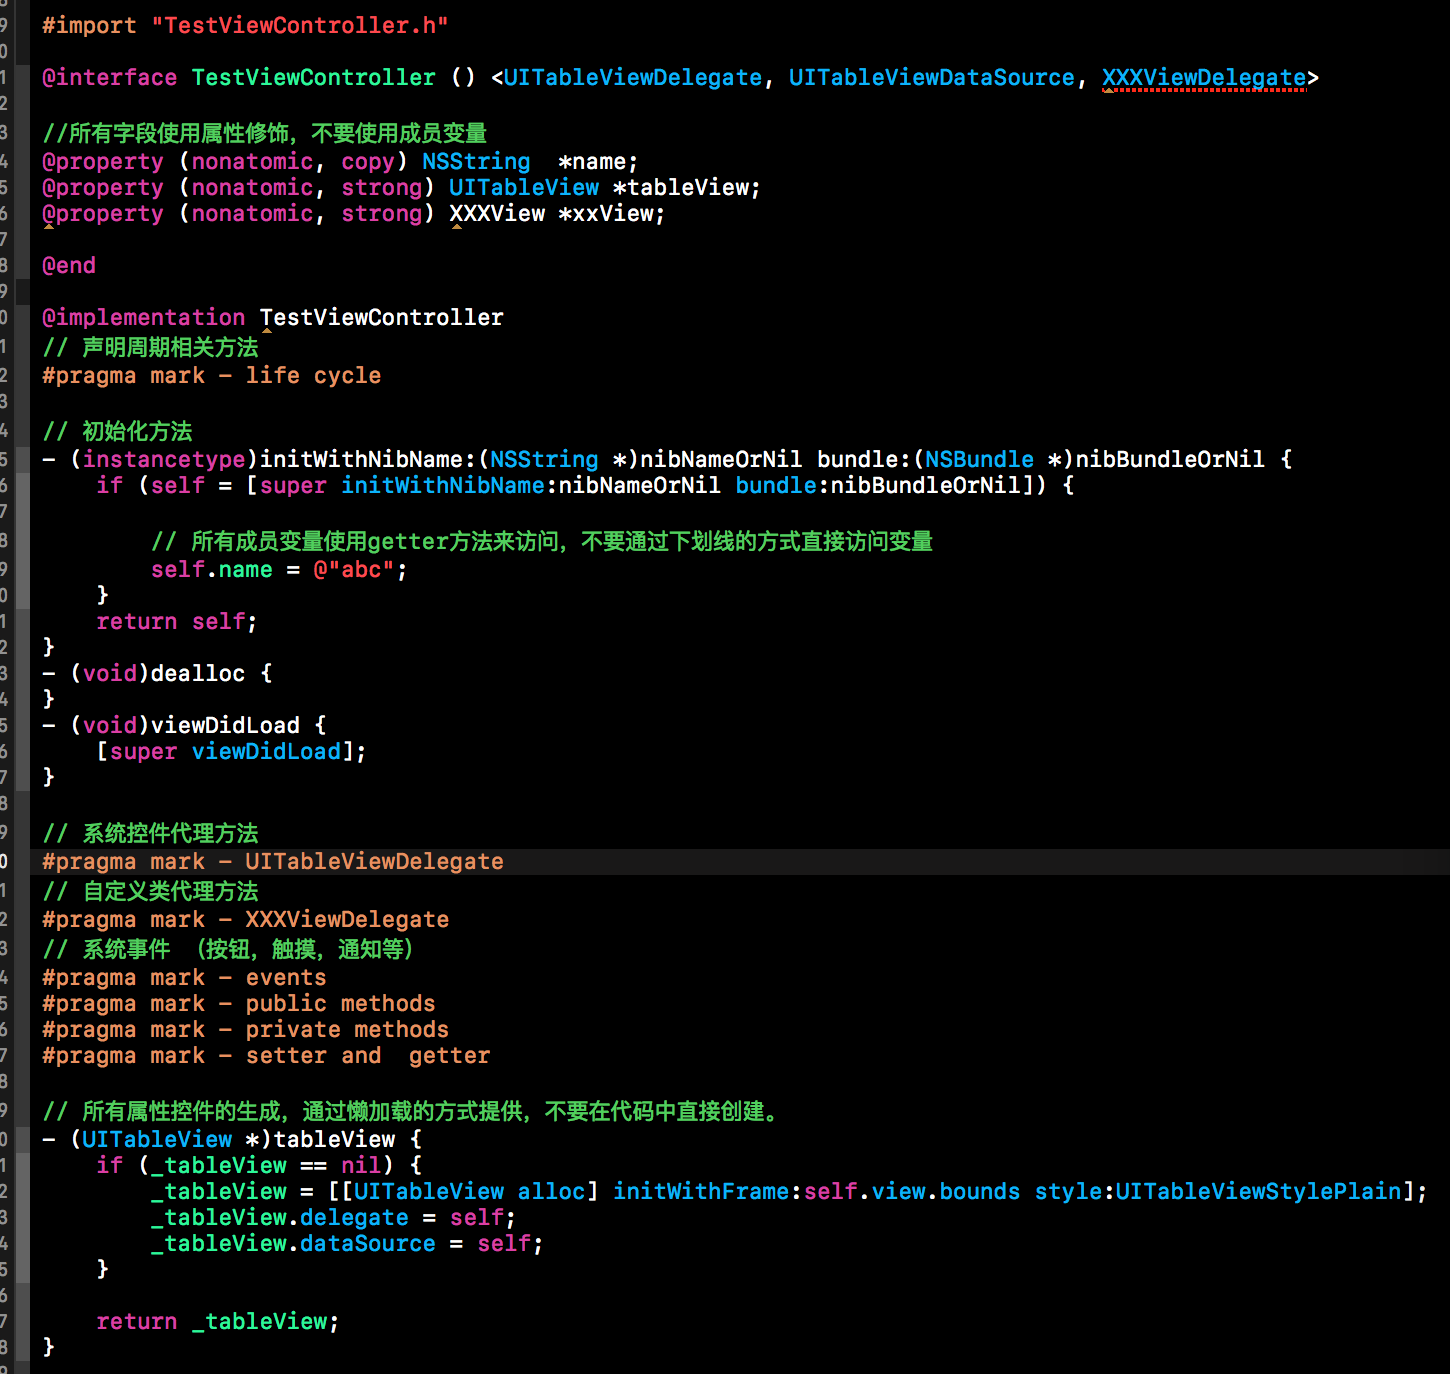 #import "TestViewController.h"
@interface TestViewController () <UITableViewDelegate, UITableViewDataSource, XXXViewDelegate>
//所有字段使用属性修饰，不要使用成员变量
@property (nonatomic, copy) NSString  *name;
@property (nonatomic, strong) UITableView *tableView;
@property (nonatomic, strong) XXXView *xxView;
@end
@implementation TestViewController
// 声明周期相关方法
#pragma mark - life cycle
// 初始化方法
- (instancetype)initWithNibName:(NSString *)nibNameOrNil bundle:(NSBundle *)nibBundleOrNil {
    if (self = [super initWithNibName:nibNameOrNil bundle:nibBundleOrNil]) {
        // 所有成员变量使用getter方法来访问，不要通过下划线的方式直接访问变量
        self.name = @"abc";
    }
    return self;
}
- (void)dealloc {
}
- (void)viewDidLoad {
    [super viewDidLoad];
}
// 系统控件代理方法
#pragma mark - UITableViewDelegate
// 自定义类代理方法
#pragma mark - XXXViewDelegate
// 系统事件 （按钮，触摸，通知等）
#pragma mark - events
#pragma mark - public methods
#pragma mark - private methods
#pragma mark - setter and  getter
// 所有属性控件的生成，通过懒加载的方式提供，不要在代码中直接创建。
- (UITableView *)tableView {
    if (_tableView == nil) {
        _tableView = [[UITableView alloc] initWithFrame:self.view.bounds style:UITableViewStylePlain];
        _tableView.delegate = self;
        _tableView.dataSource = self;
    }
    return _tableView;
}